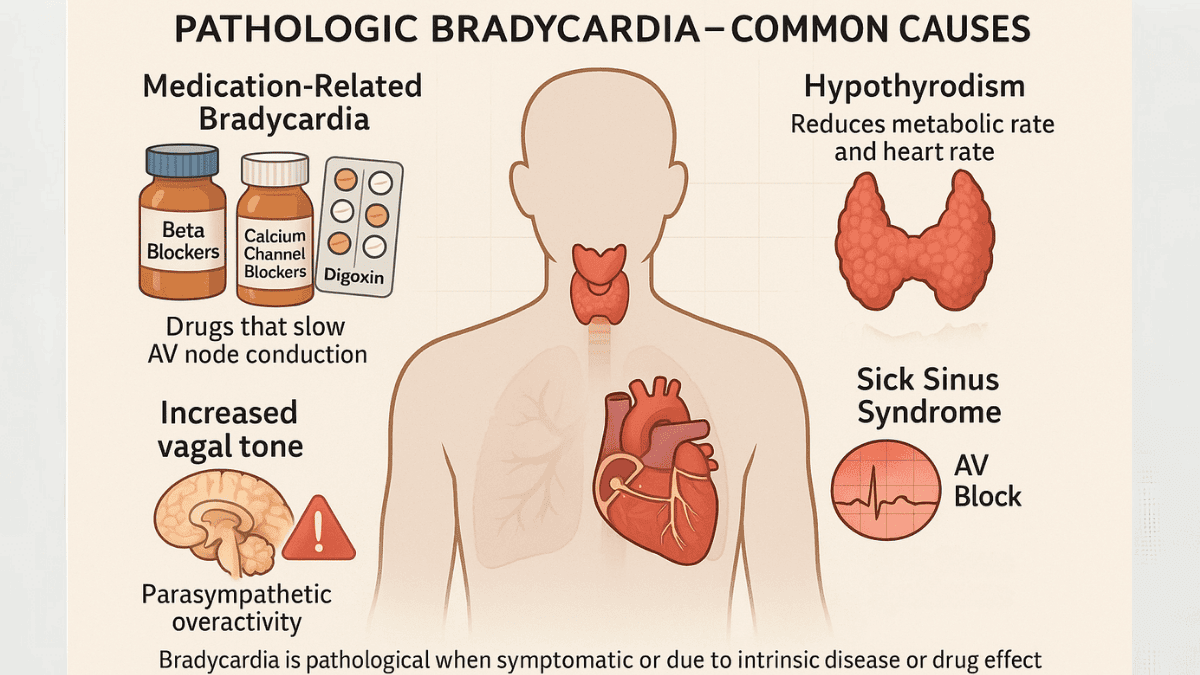 PATHOLOGIC BRADYCARDIA–COMMON CAUSES
Medication-Related
Bradycardia
Beta
Blockers
Calcium
Channel
Blockers
Digoxin
Drugs that slow
AV node conduction
Increased
vagal tone
Parasympathetic
overactivity
Hypothyrodism
Reduces metabolic rate
and heart rate
Sick Sinus
Syndrome
AV
Block
Bradycardia is pathological when symptomatic or due to intrinsic disease or drug effect